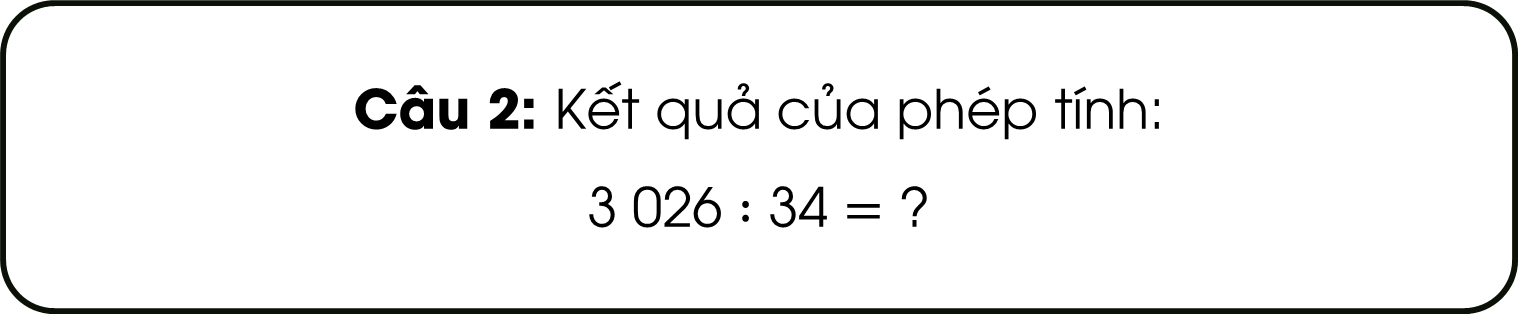 Câu 2: Kết quả của phép tính:
3 026 : 34 = ?